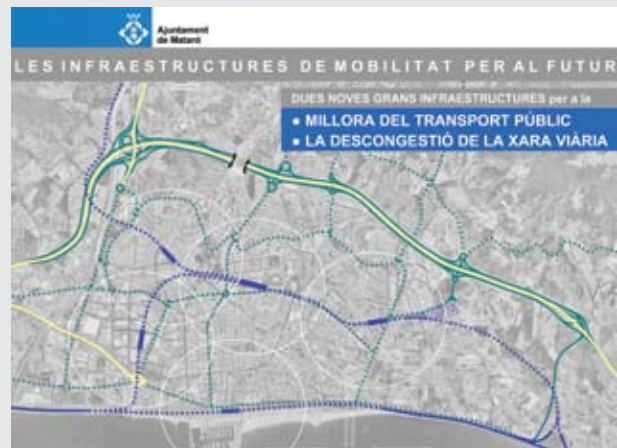 Ajuntament
de Mataró
LES INFRAESTRUCTURES DE MOBILITAT PER AL FUTUR
DUES NOVES GRANS INFRAESTRUCTURES per a la
● MILLORA DEL TRANSPORT PÚBLIC
● LA DESCONGESTIÓ DE LA XARA VIÀRIA